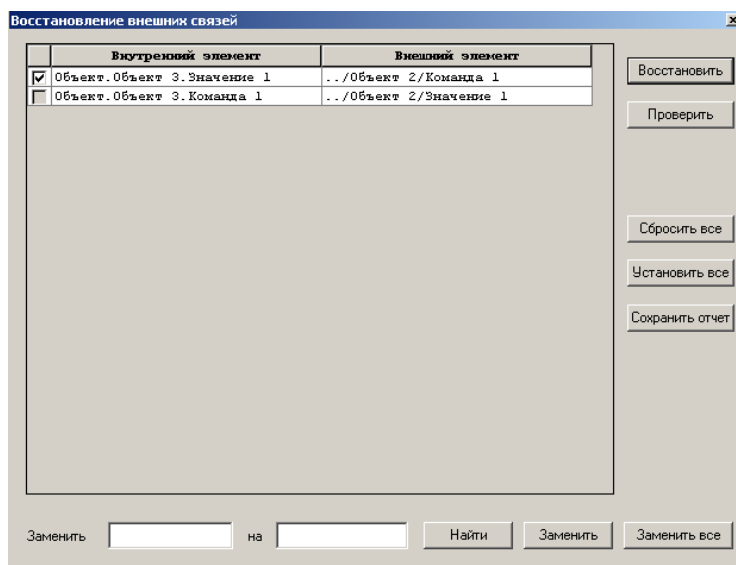 Восстановление внешних связей
Внутренний элемент Внешний элемент
Объект.Объект 3.Значение 1 ../Объект 2/Команда 1
Объект.Объект 3.Команда 1 ../Объект 2/Значение 1
Восстановить
Проверить
Сбросить все
Установить все
Сохранить отчет
Заменить на Найти Заменить Заменить все